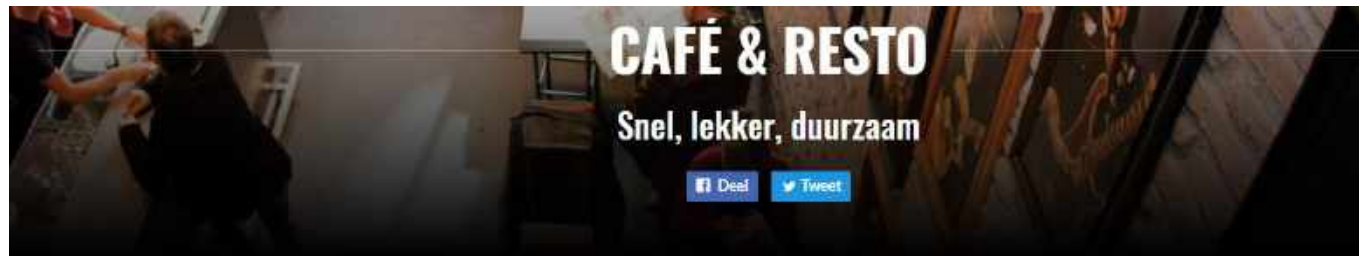 CAFÉ & RESTO
Snel, lekker, duurzaam
Deel Tweet